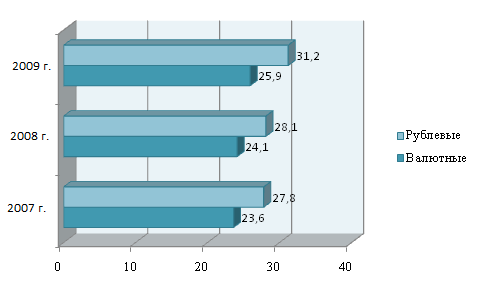 2009 г.
31,2
25,9
2008 г.
28,1
24,1
2007 г.
27,8
23,6
Рублевые
Валютные
0 10 20 30 40